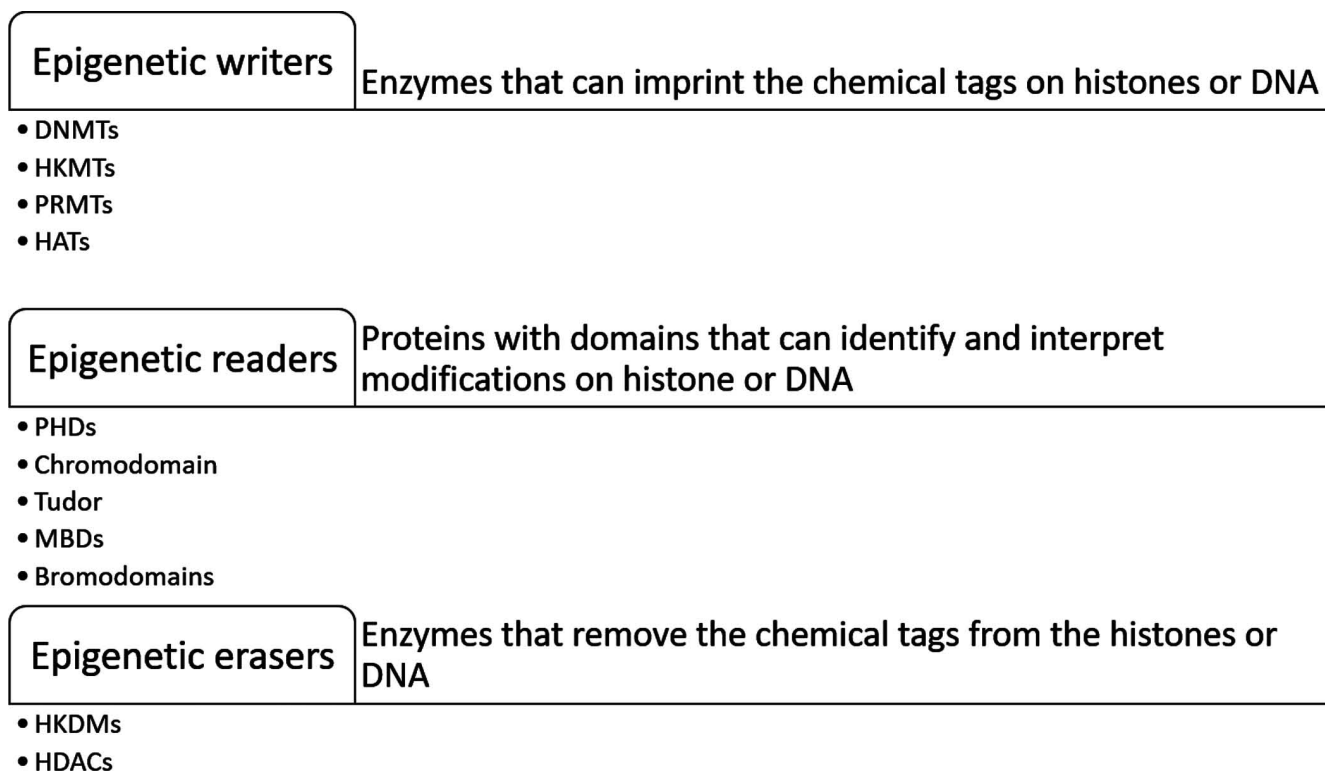 Epigenetic writers
Enzymes that can imprint the chemical tags on histones or DNA
• DNMTs
• HKMTs
• PRMTs
• HATs
Epigenetic readers
Proteins with domains that can identify and interpret
modifications on histone or DNA
• PHDs
• Chromodomain
• Tudor
• MBDs
• Bromodomains
Epigenetic erasers
Enzymes that remove the chemical tags from the histones or
DNA
• HKDMs
• HDACs